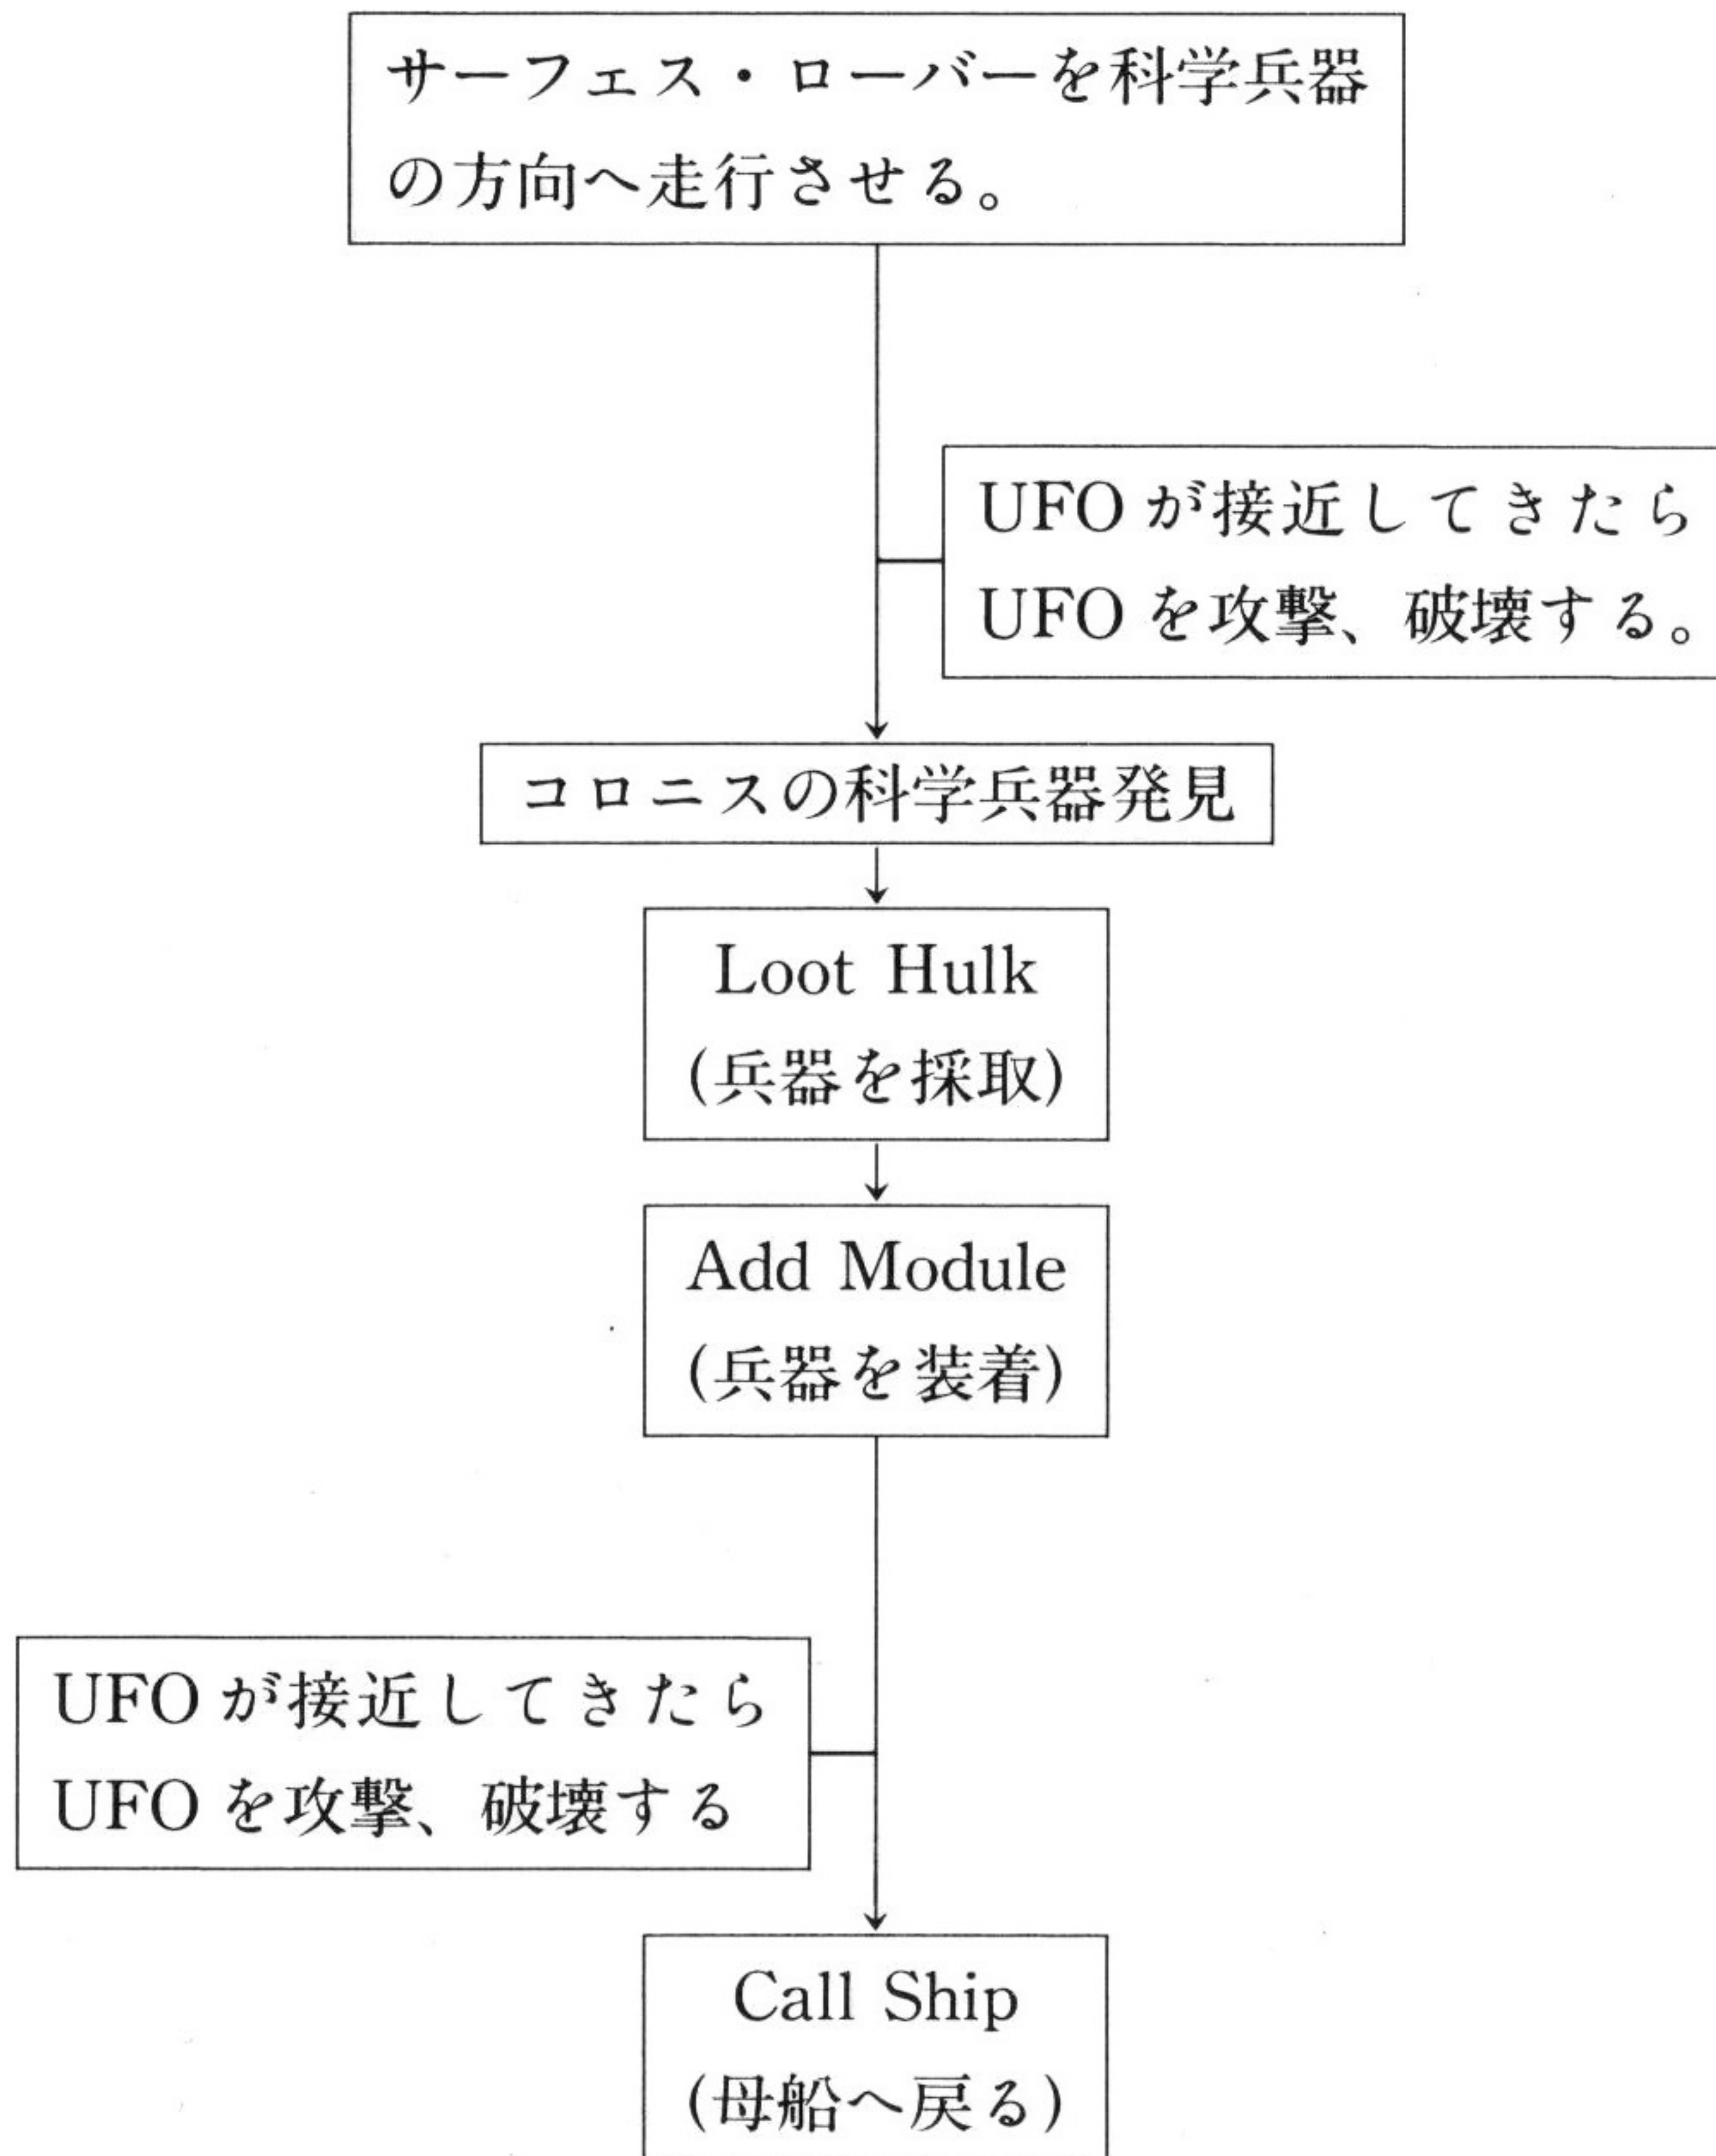 サーフェス・ローバーを科学兵器
の方向へ走行させる。
UFOが接近してきたら
UFOを攻撃、破壊する。
コロニスの科学兵器発見
Loot Hulk
(兵器を採取)
Add Module
(兵器を装着)
UFOが接近してきたら
UFOを攻撃、破壊する
Call Ship
(母船へ戻る)